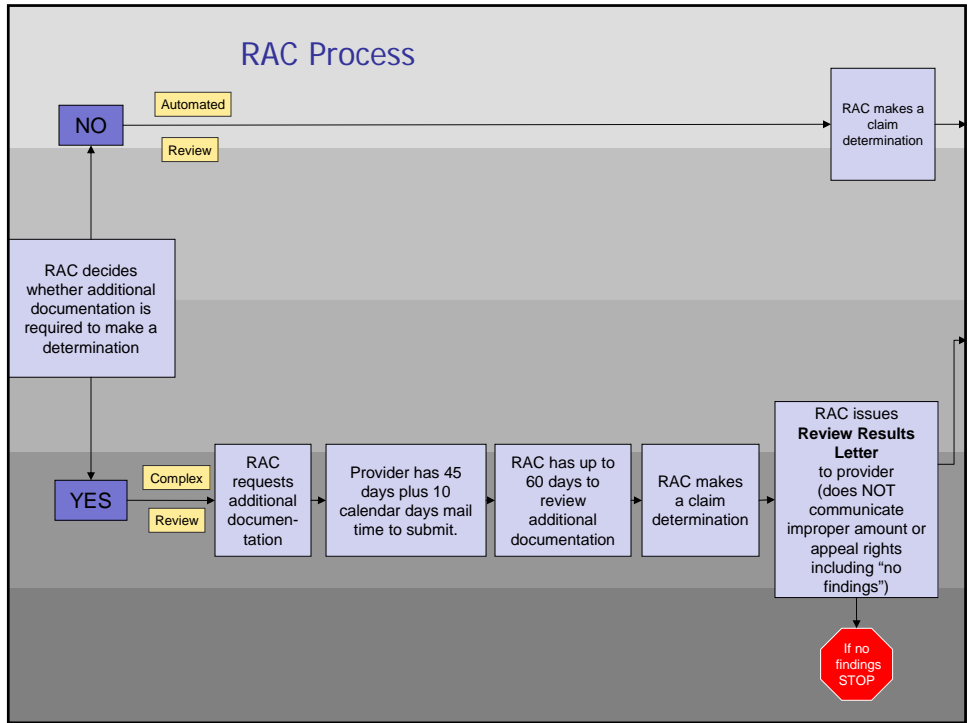 RAC Process
NO
Automated
Review
RAC makes a
claim
determination
RAC decides
whether additional
documentation is
required to make a
determination
YES
Complex
Review
RAC
requests
additional
documen-
tation
Provider has 45
days plus 10
calendar days mail
time to submit.
RAC has up to
60 days to
review
additional
documentation
RAC makes
a claim
determination
RAC issues
Review Results
Letter
to provider
(does NOT
communicate
improper amount or
appeal rights
including “no
findings”)
If no
findings
STOP